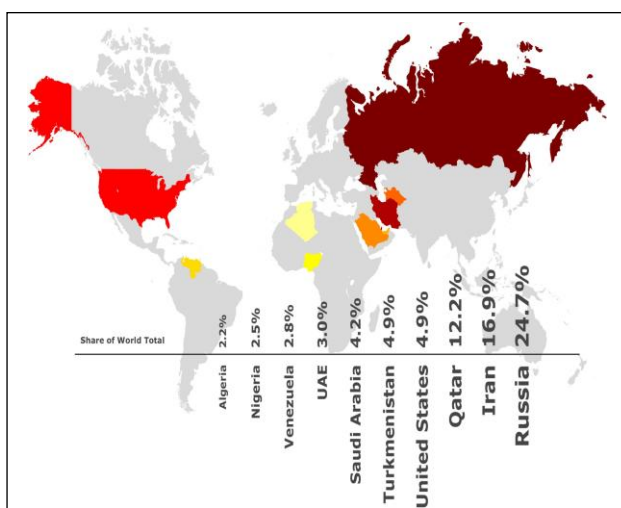 Share of World Total
2.2%
2.5%
2.8%
3.0%
4.2%
4.9%
4.9%
12.2%
16.9%
24.7%
Algeria
Nigeria
Venezuela
UAE
Saudi Arabia
Turkmenistan
United States
Qatar
Iran
Russia